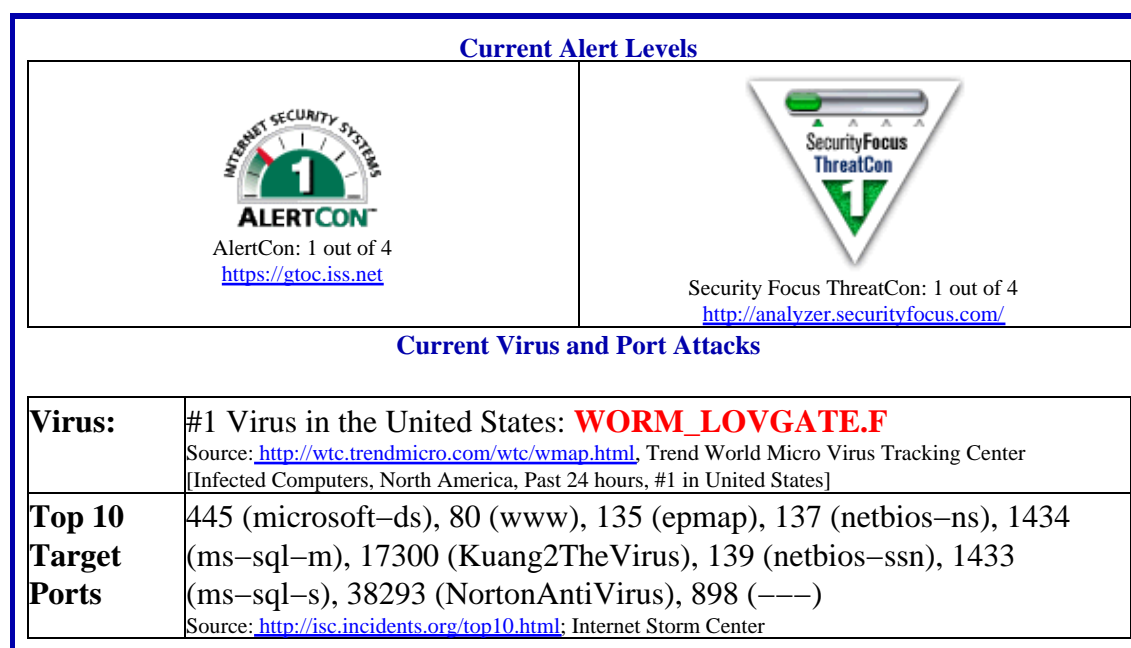 Current Alert Levels
INTERNET SECURITY SYSTEMS
1
ALERTCON™
AlertCon: 1 out of 4
https://gtoc.iss.net
SecurityFocus
ThreatCon
1
Security Focus ThreatCon: 1 out of 4
http://analyzer.securityfocus.com/
Current Virus and Port Attacks
Virus:
#1 Virus in the United States: WORM_LOVGATE.F
Source: http://wtc.trendmicro.com/wtc/wmap.html, Trend World Micro Virus Tracking Center
[Infected Computers, North America, Past 24 hours, #1 in United States]
Top 10
Target
Ports
445 (microsoft−ds), 80 (www), 135 (epmap), 137 (netbios−ns), 1434
(ms−sql−m), 17300 (Kuang2TheVirus), 139 (netbios−ssn), 1433
(ms−sql−s), 38293 (NortonAntiVirus), 898 (−−−)
Source: http://isc.incidents.org/top10.html; Internet Storm Center